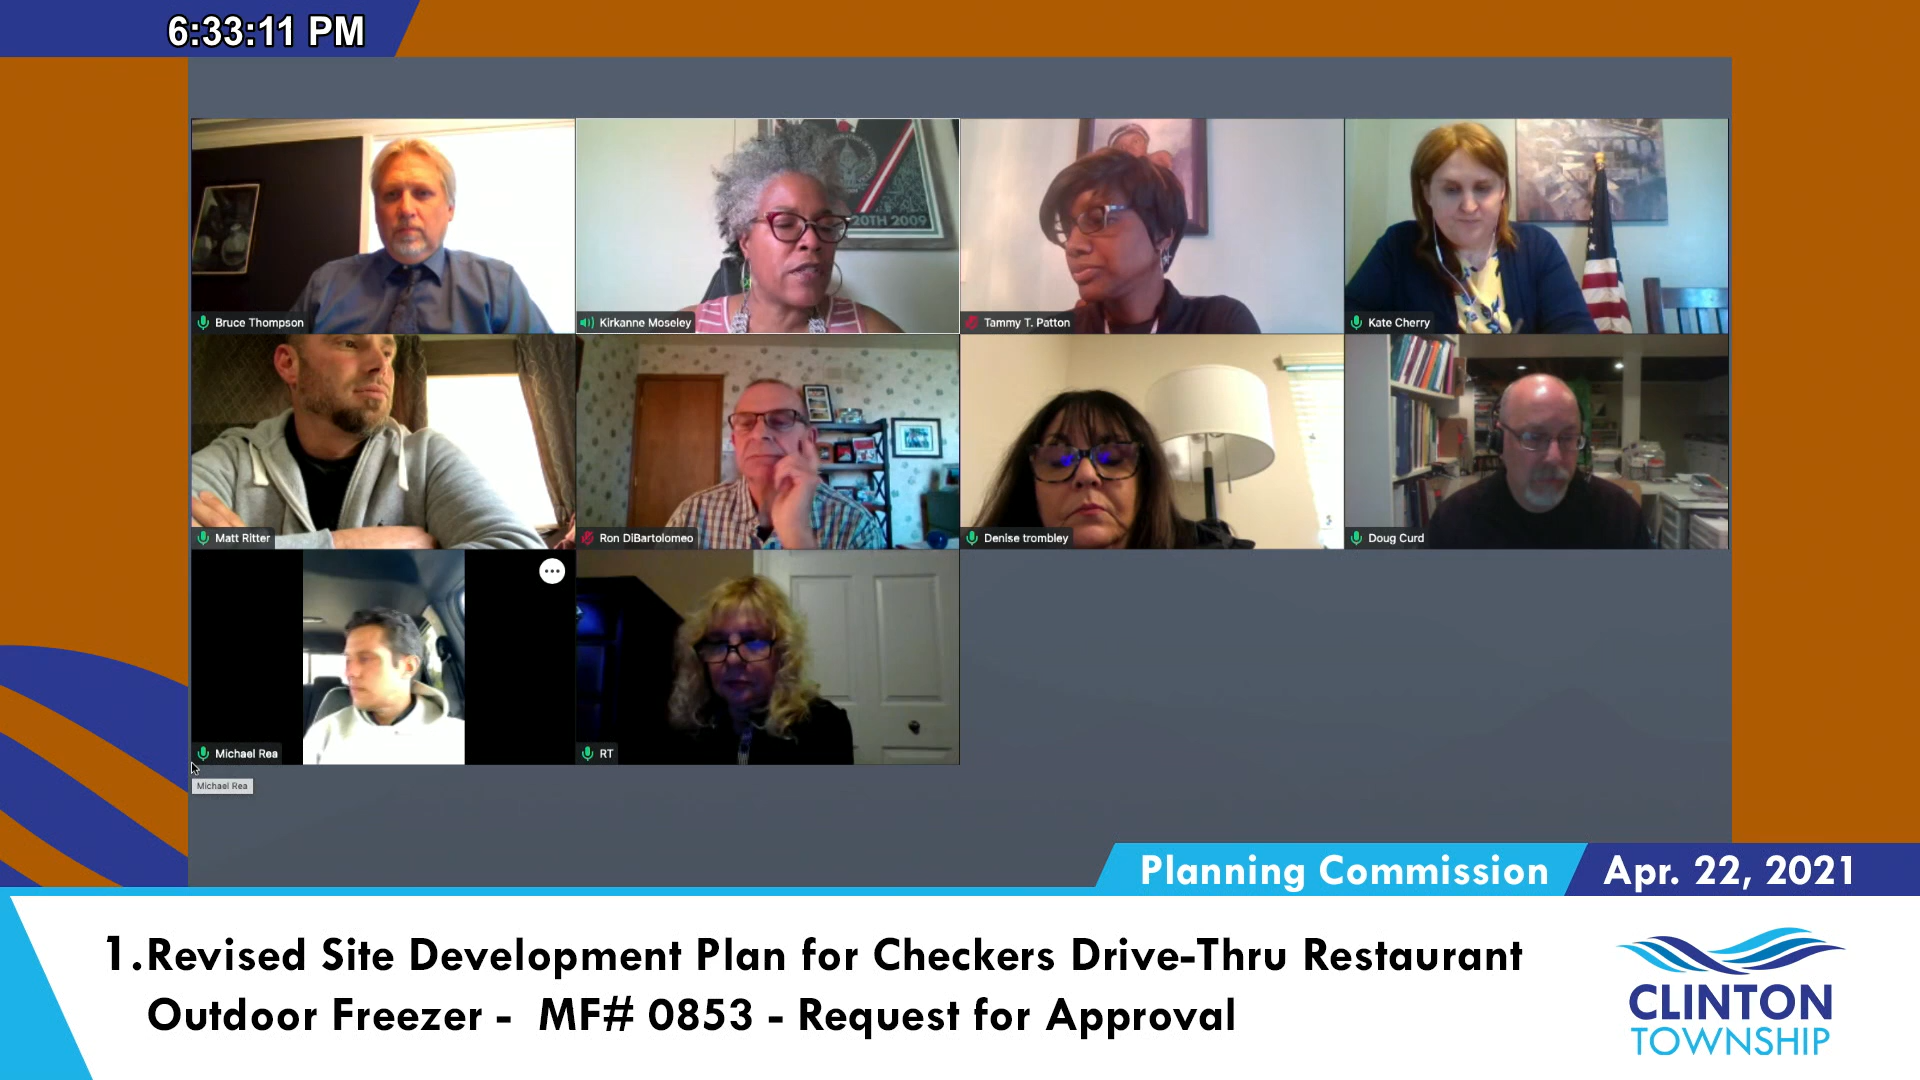 6:33:11 PM
20TH 2009
Bruce Thompson
Kirkanne Moseley
Tammy T. Patton
Kate Cherry
Matt Ritter
Ron DiBartolomeo
Denise trombley
Doug Curd
Michael Rea
RT
Michael Rea
Planning Commission
Apr. 22, 2021
1.Revised Site Development Plan for Checkers Drive-Thru Restaurant
Outdoor Freezer - MF# 0853 - Request for Approval
CLINTON
TOWNSHIP